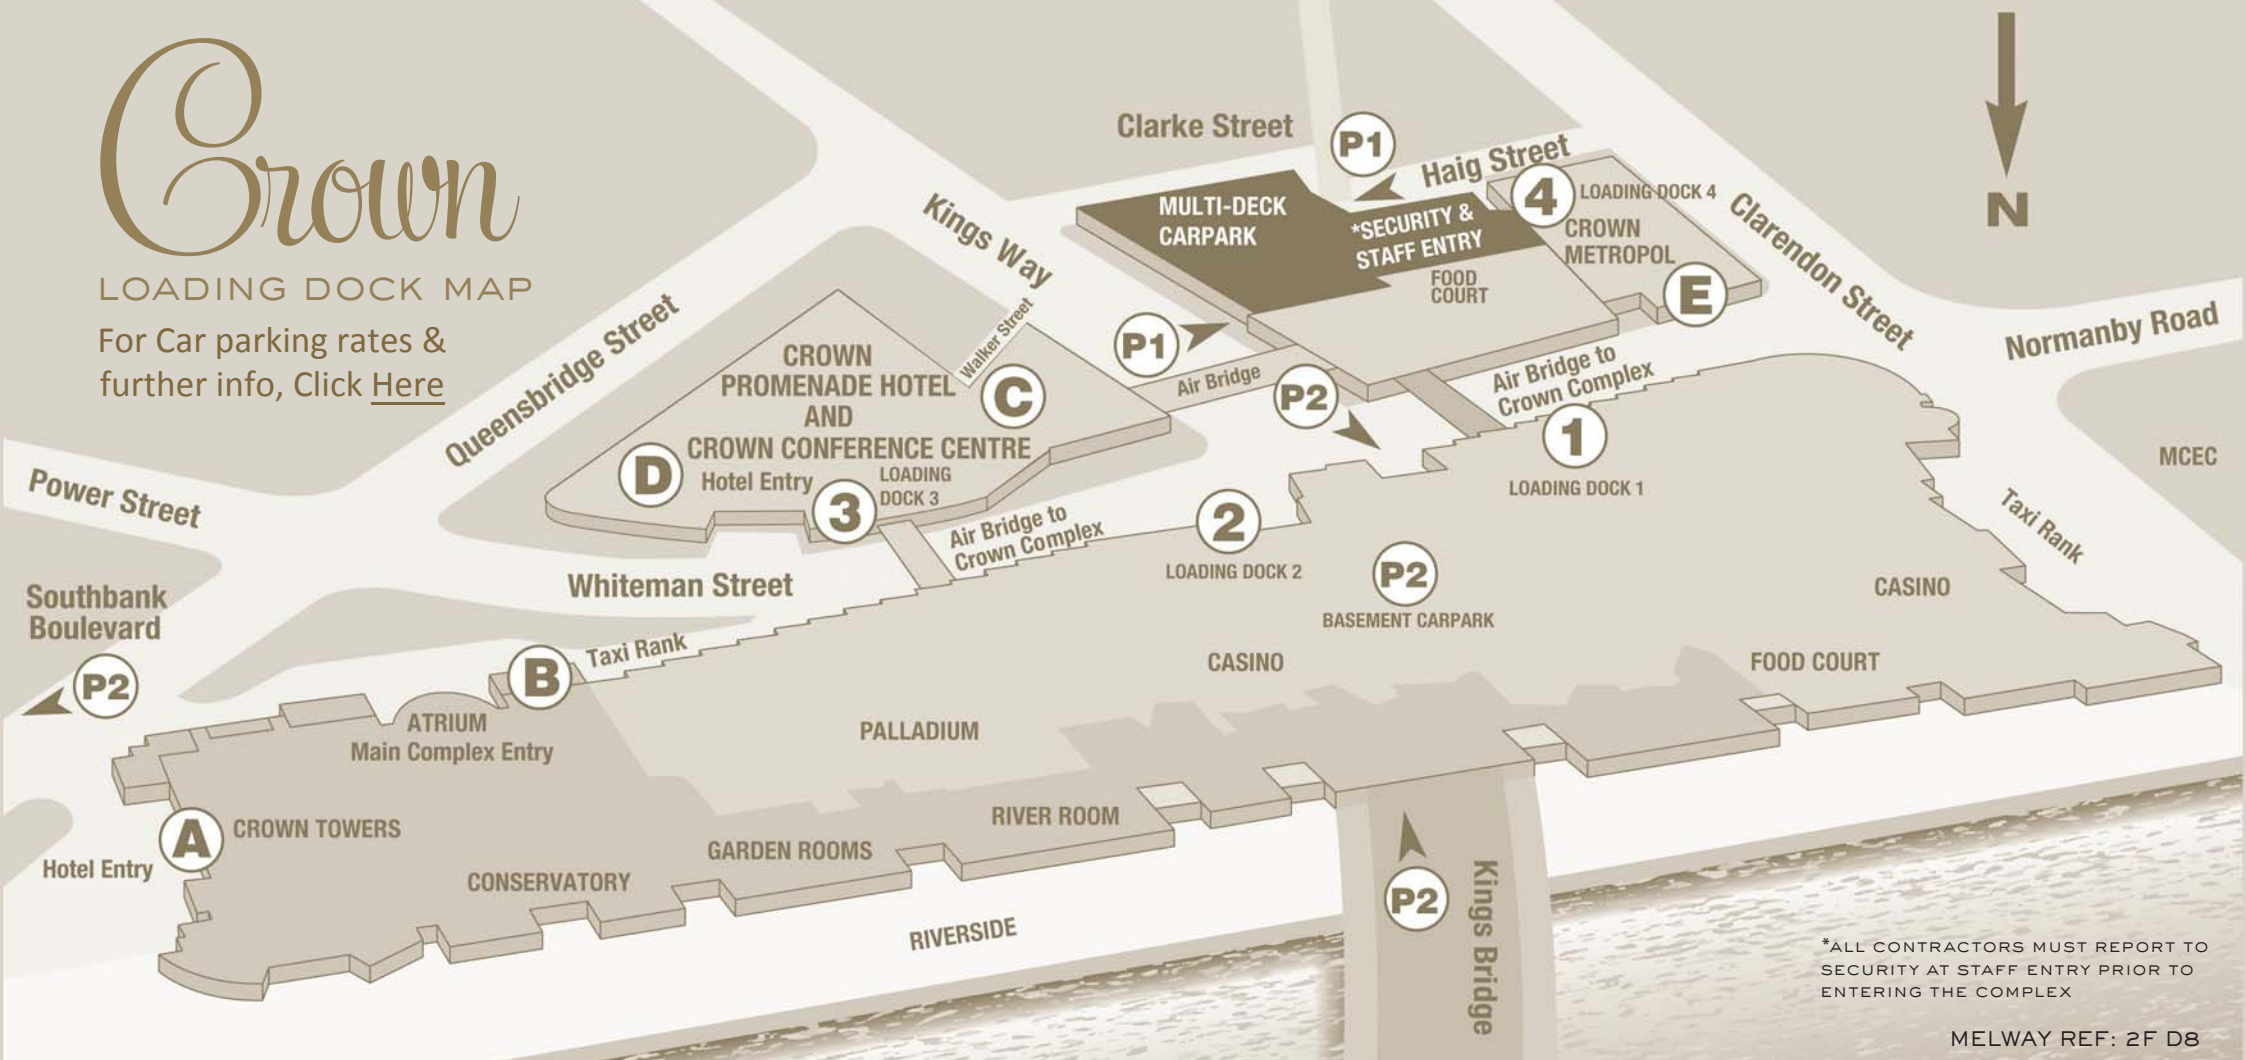 Crown
LOADING DOCK MAP
For Car parking rates &
further info, Click Here
N
Clarke Street
P1
Haig Street
4
LOADING DOCK 4
CROWN
METROPOL
E
MULTI-DECK
CARPARK
*SECURITY &
STAFF ENTRY
FOOD
COURT
Clarendon Street
Normanby Road
MCEC
Taxi Rank
Kings Way
Walker Street
Queensbridge Street
P1
Air Bridge
P2
Air Bridge to
Crown Complex
1
LOADING DOCK 1
CROWN
PROMENADE HOTEL
AND
CROWN CONFERENCE CENTRE
C
D
Hotel Entry
3
LOADING
DOCK 3
Air Bridge to
Crown Complex
2
LOADING DOCK 2
P2
BASEMENT CARPARK
CASINO
Power Street
Whiteman Street
Southbank
Boulevard
P2
B
Taxi Rank
CASINO
FOOD COURT
ATRIUM
Main Complex Entry
PALLADIUM
A
CROWN TOWERS
Hotel Entry
CONSERVATORY
GARDEN ROOMS
RIVER ROOM
RIVERSIDE
P2
Kings Bridge
*ALL CONTRACTORS MUST REPORT TO
SECURITY AT STAFF ENTRY PRIOR TO
ENTERING THE COMPLEX
MELWAY REF: 2F D8